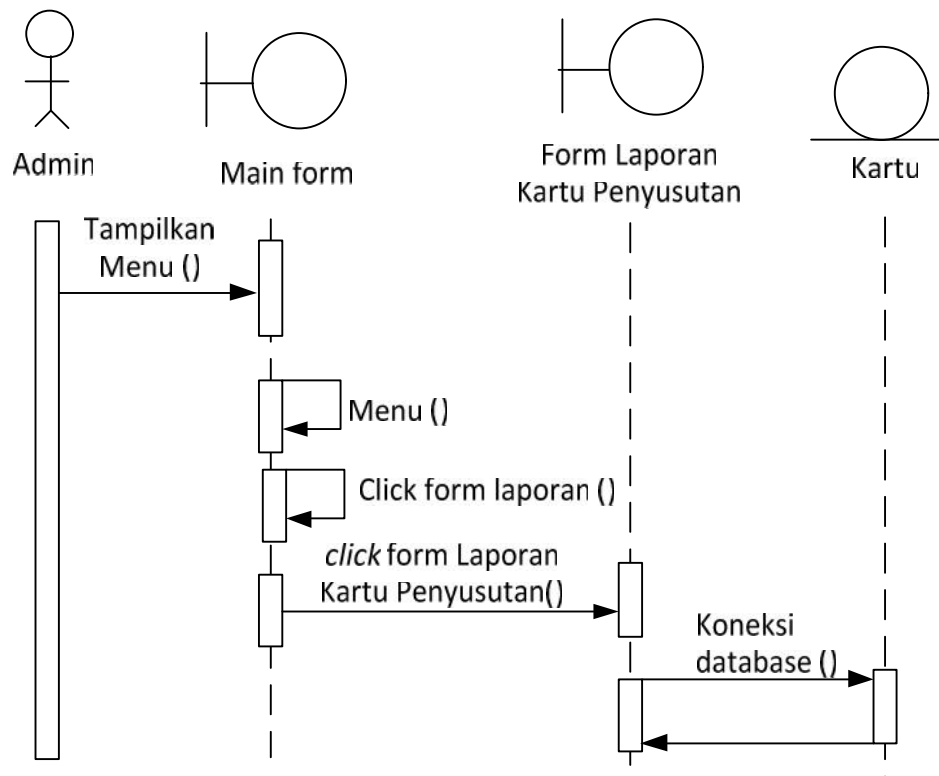 Admin
Main form
Form Laporan
Kartu Penyusutan
Kartu
Tampilkan
Menu ()
Menu ()
Click form laporan ()
click form Laporan
Kartu Penyusutan()
Koneksi
database ()